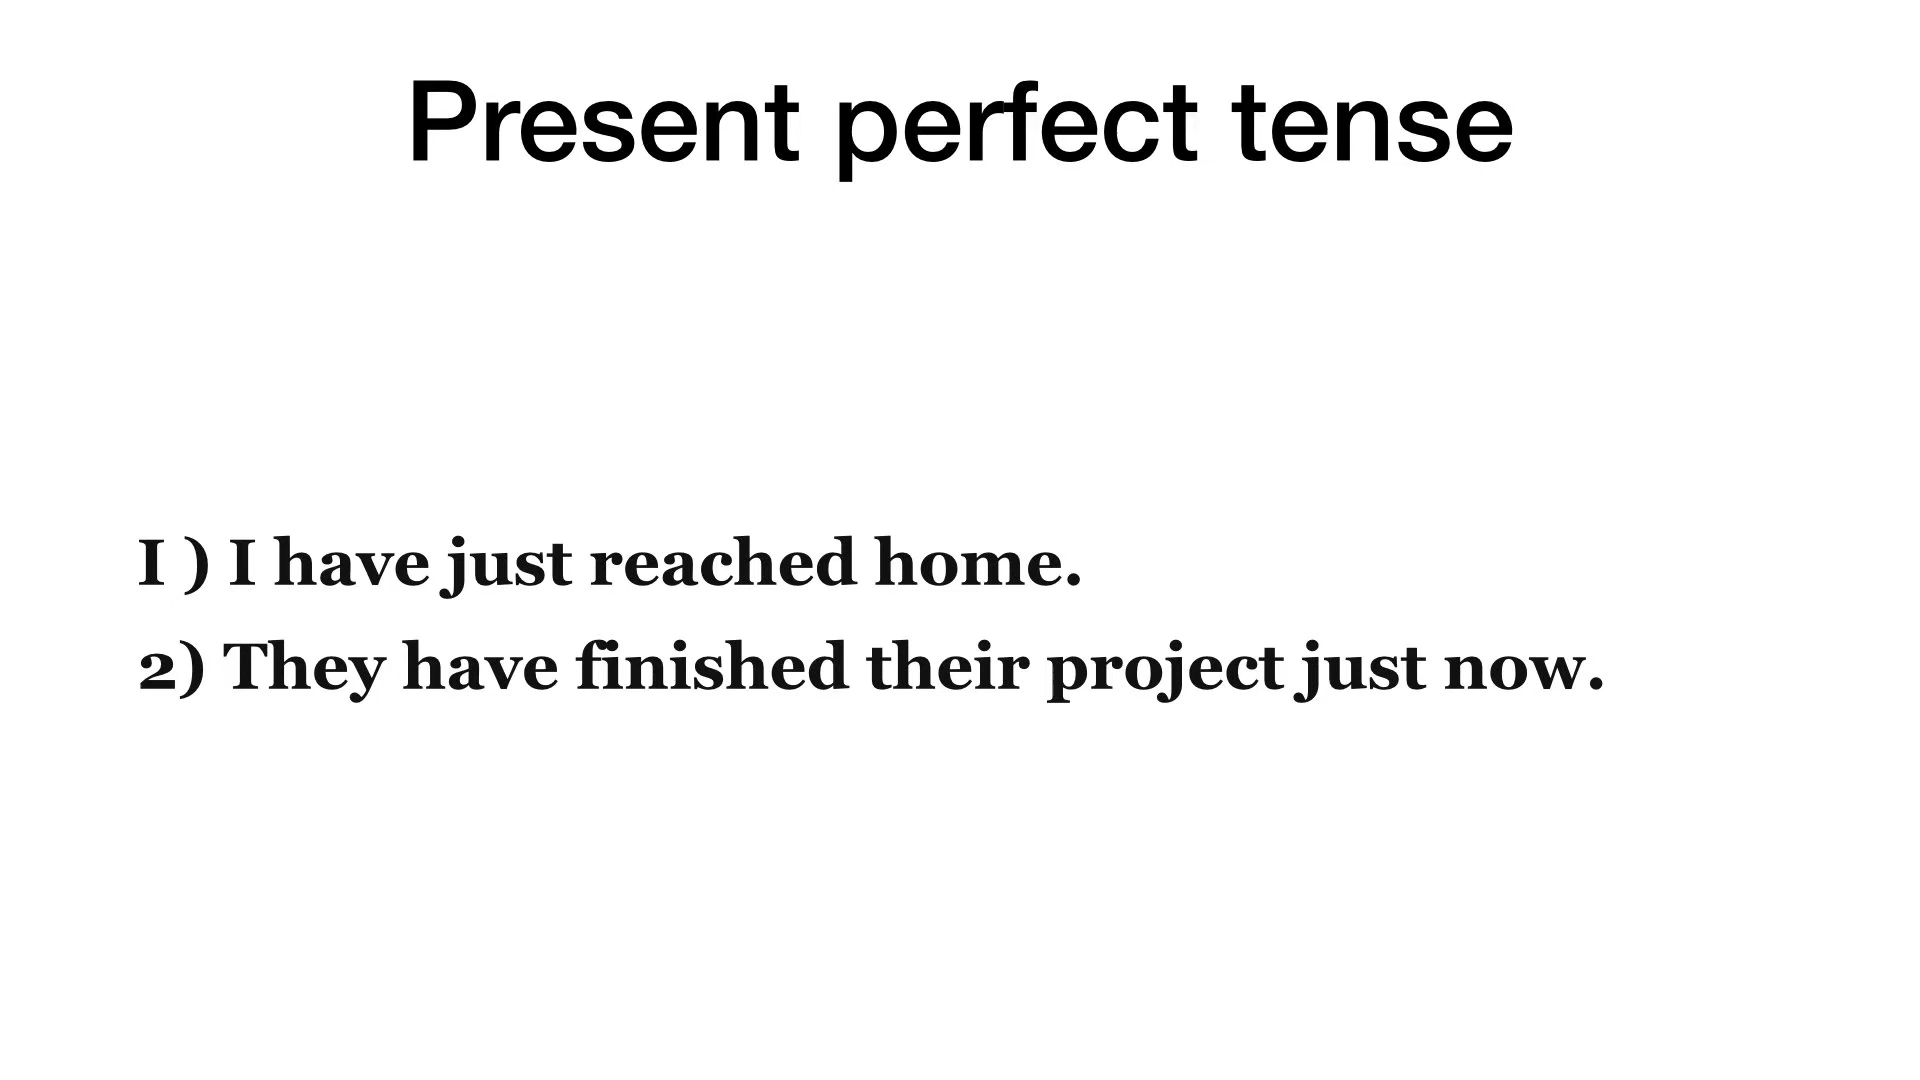 Present perfect tense
I ) I have just reached home.
2) They have finished their project just now.